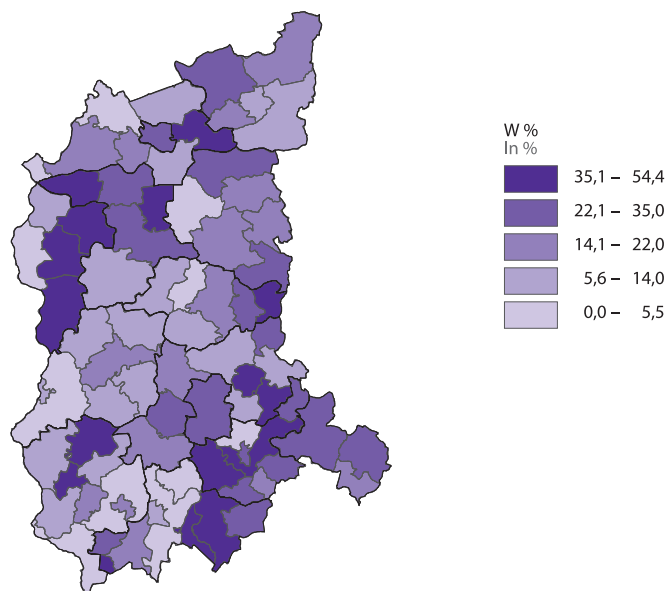 W %
In %
35,1 – 54,4
22,1 – 35,0
14,1 – 22,0
5,6 – 14,0
0,0 – 5,5